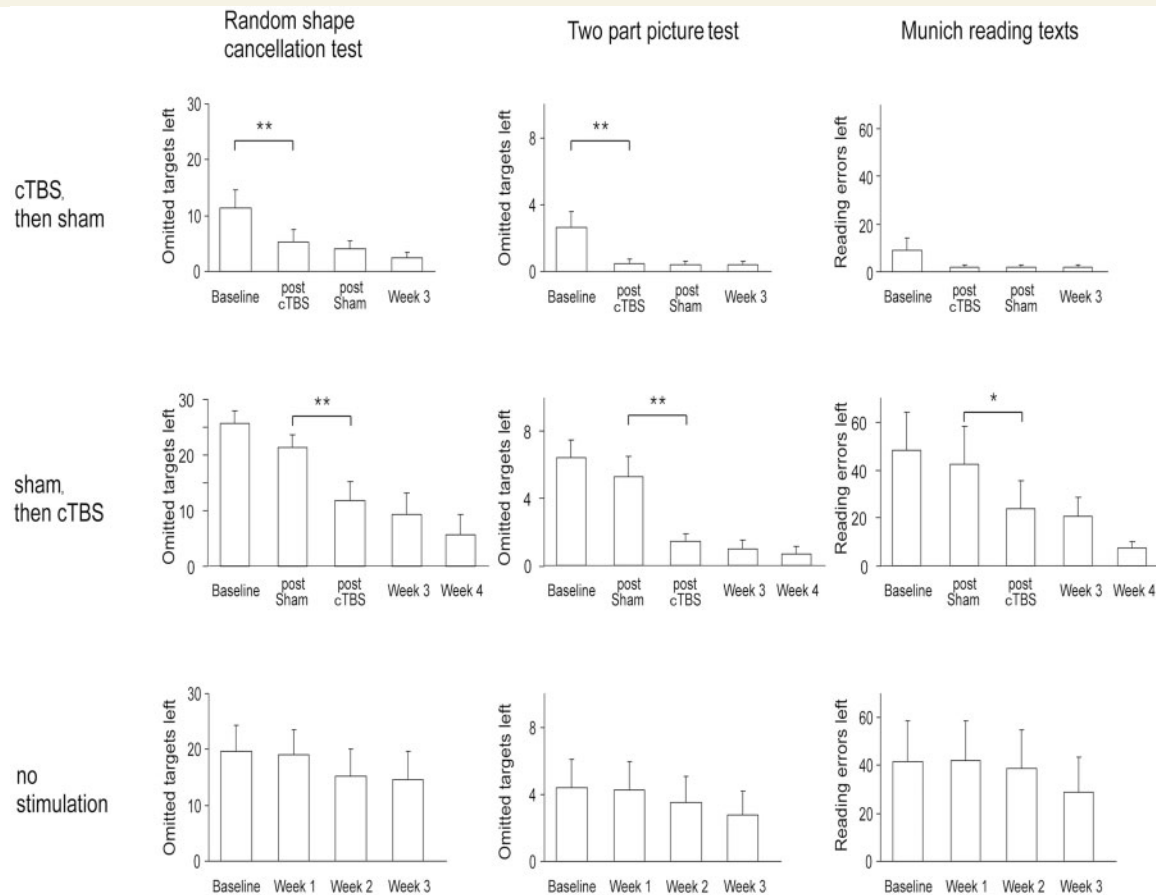 Random shape
cancellation test
Two part picture test
Munich reading texts
cTBS,
then sham
Omitted targets left
30
20
10
0
**
Baseline
post
cTBS
post
Sham
Week 3
Omitted targets left
8
4
0
**
Baseline
post
cTBS
post
Sham
Week 3
Reading errors left
60
40
20
0
Baseline
post
cTBS
post
Sham
Week 3
sham,
then cTBS
Omitted targets left
30
20
10
0
**
Baseline
post
Sham
post
cTBS
Week 3
Week 4
Omitted targets left
8
4
0
**
Baseline
post
Sham
post
cTBS
Week 3
Week 4
Reading errors left
60
40
20
0
*
Baseline
post
Sham
post
cTBS
Week 3
Week 4
no
stimulation
Omitted targets left
30
20
10
0
Baseline
Week 1
Week 2
Week 3
Omitted targets left
8
4
0
Baseline
Week 1
Week 2
Week 3
Reading errors left
60
40
20
0
Baseline
Week 1
Week 2
Week 3